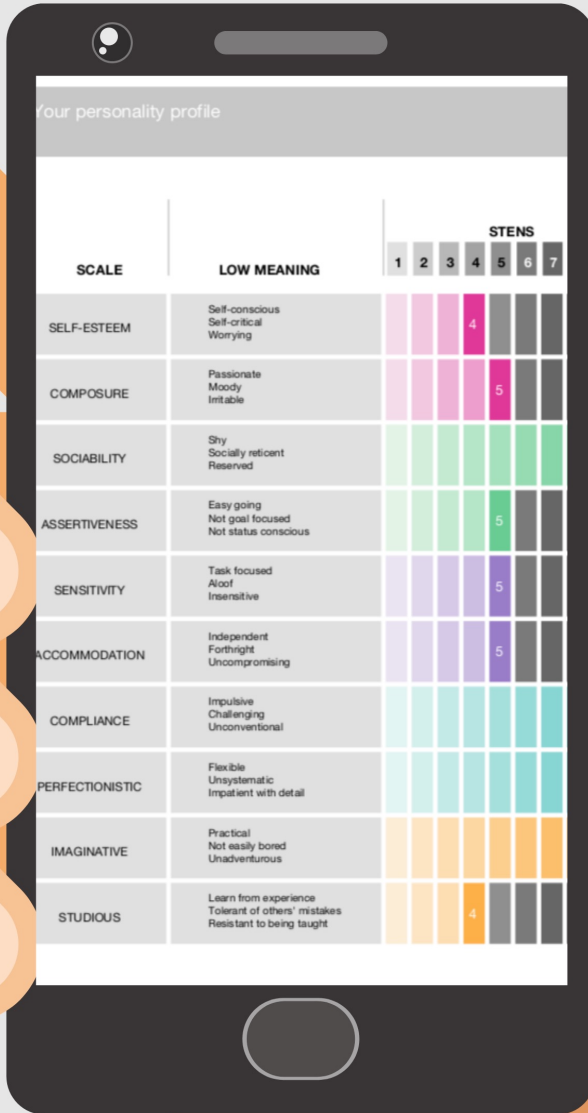 Your personality profile
STENS
SCALE LOW MEANING 1 2 3 4 5 6 7
SELF-ESTEEM
Self-conscious
Self-critical
Worrying
4
COMPOSURE
Passionate
Moody
Irritable
5
SOCIABILITY
Shy
Socially reticent
Reserved
ASSERTIVENESS
Easy going
Not goal focused
Not status conscious
5
SENSITIVITY
Task focused
Aloof
Insensitive
5
ACCOMMODATION
Independent
Forthright
Uncompromising
5
COMPLIANCE
Impulsive
Challenging
Unconventional
PERFECTIONISTIC
Flexible
Unsystematic
Impatient with detail
IMAGINATIVE
Practical
Not easily bored
Unadventurous
STUDIOUS
Learn from experience
Tolerant of others' mistakes
Resistant to being taught
4